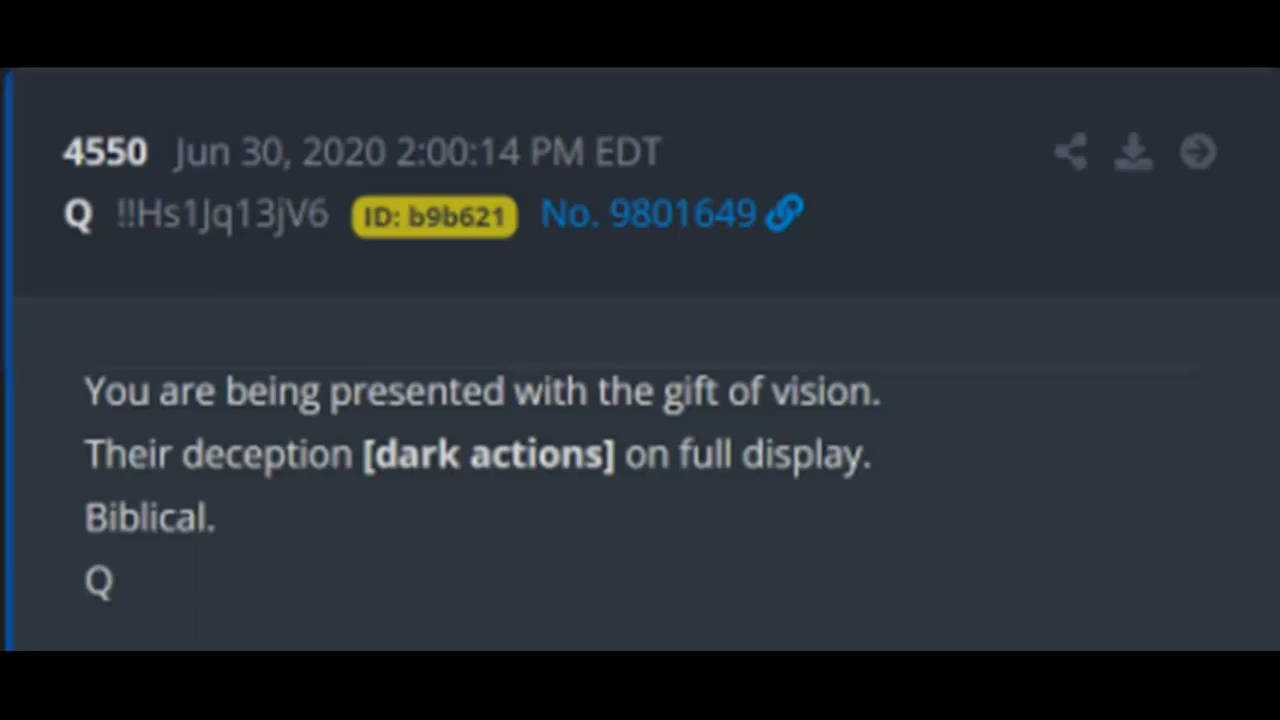 4550 Jun 30, 2020 2:00:14 PM EDT
Q !!Hs1Jq13jV6 ID: b9b621 No. 9801649
You are being presented with the gift of vision.
Their deception [dark actions] on full display.
Biblical.
Q